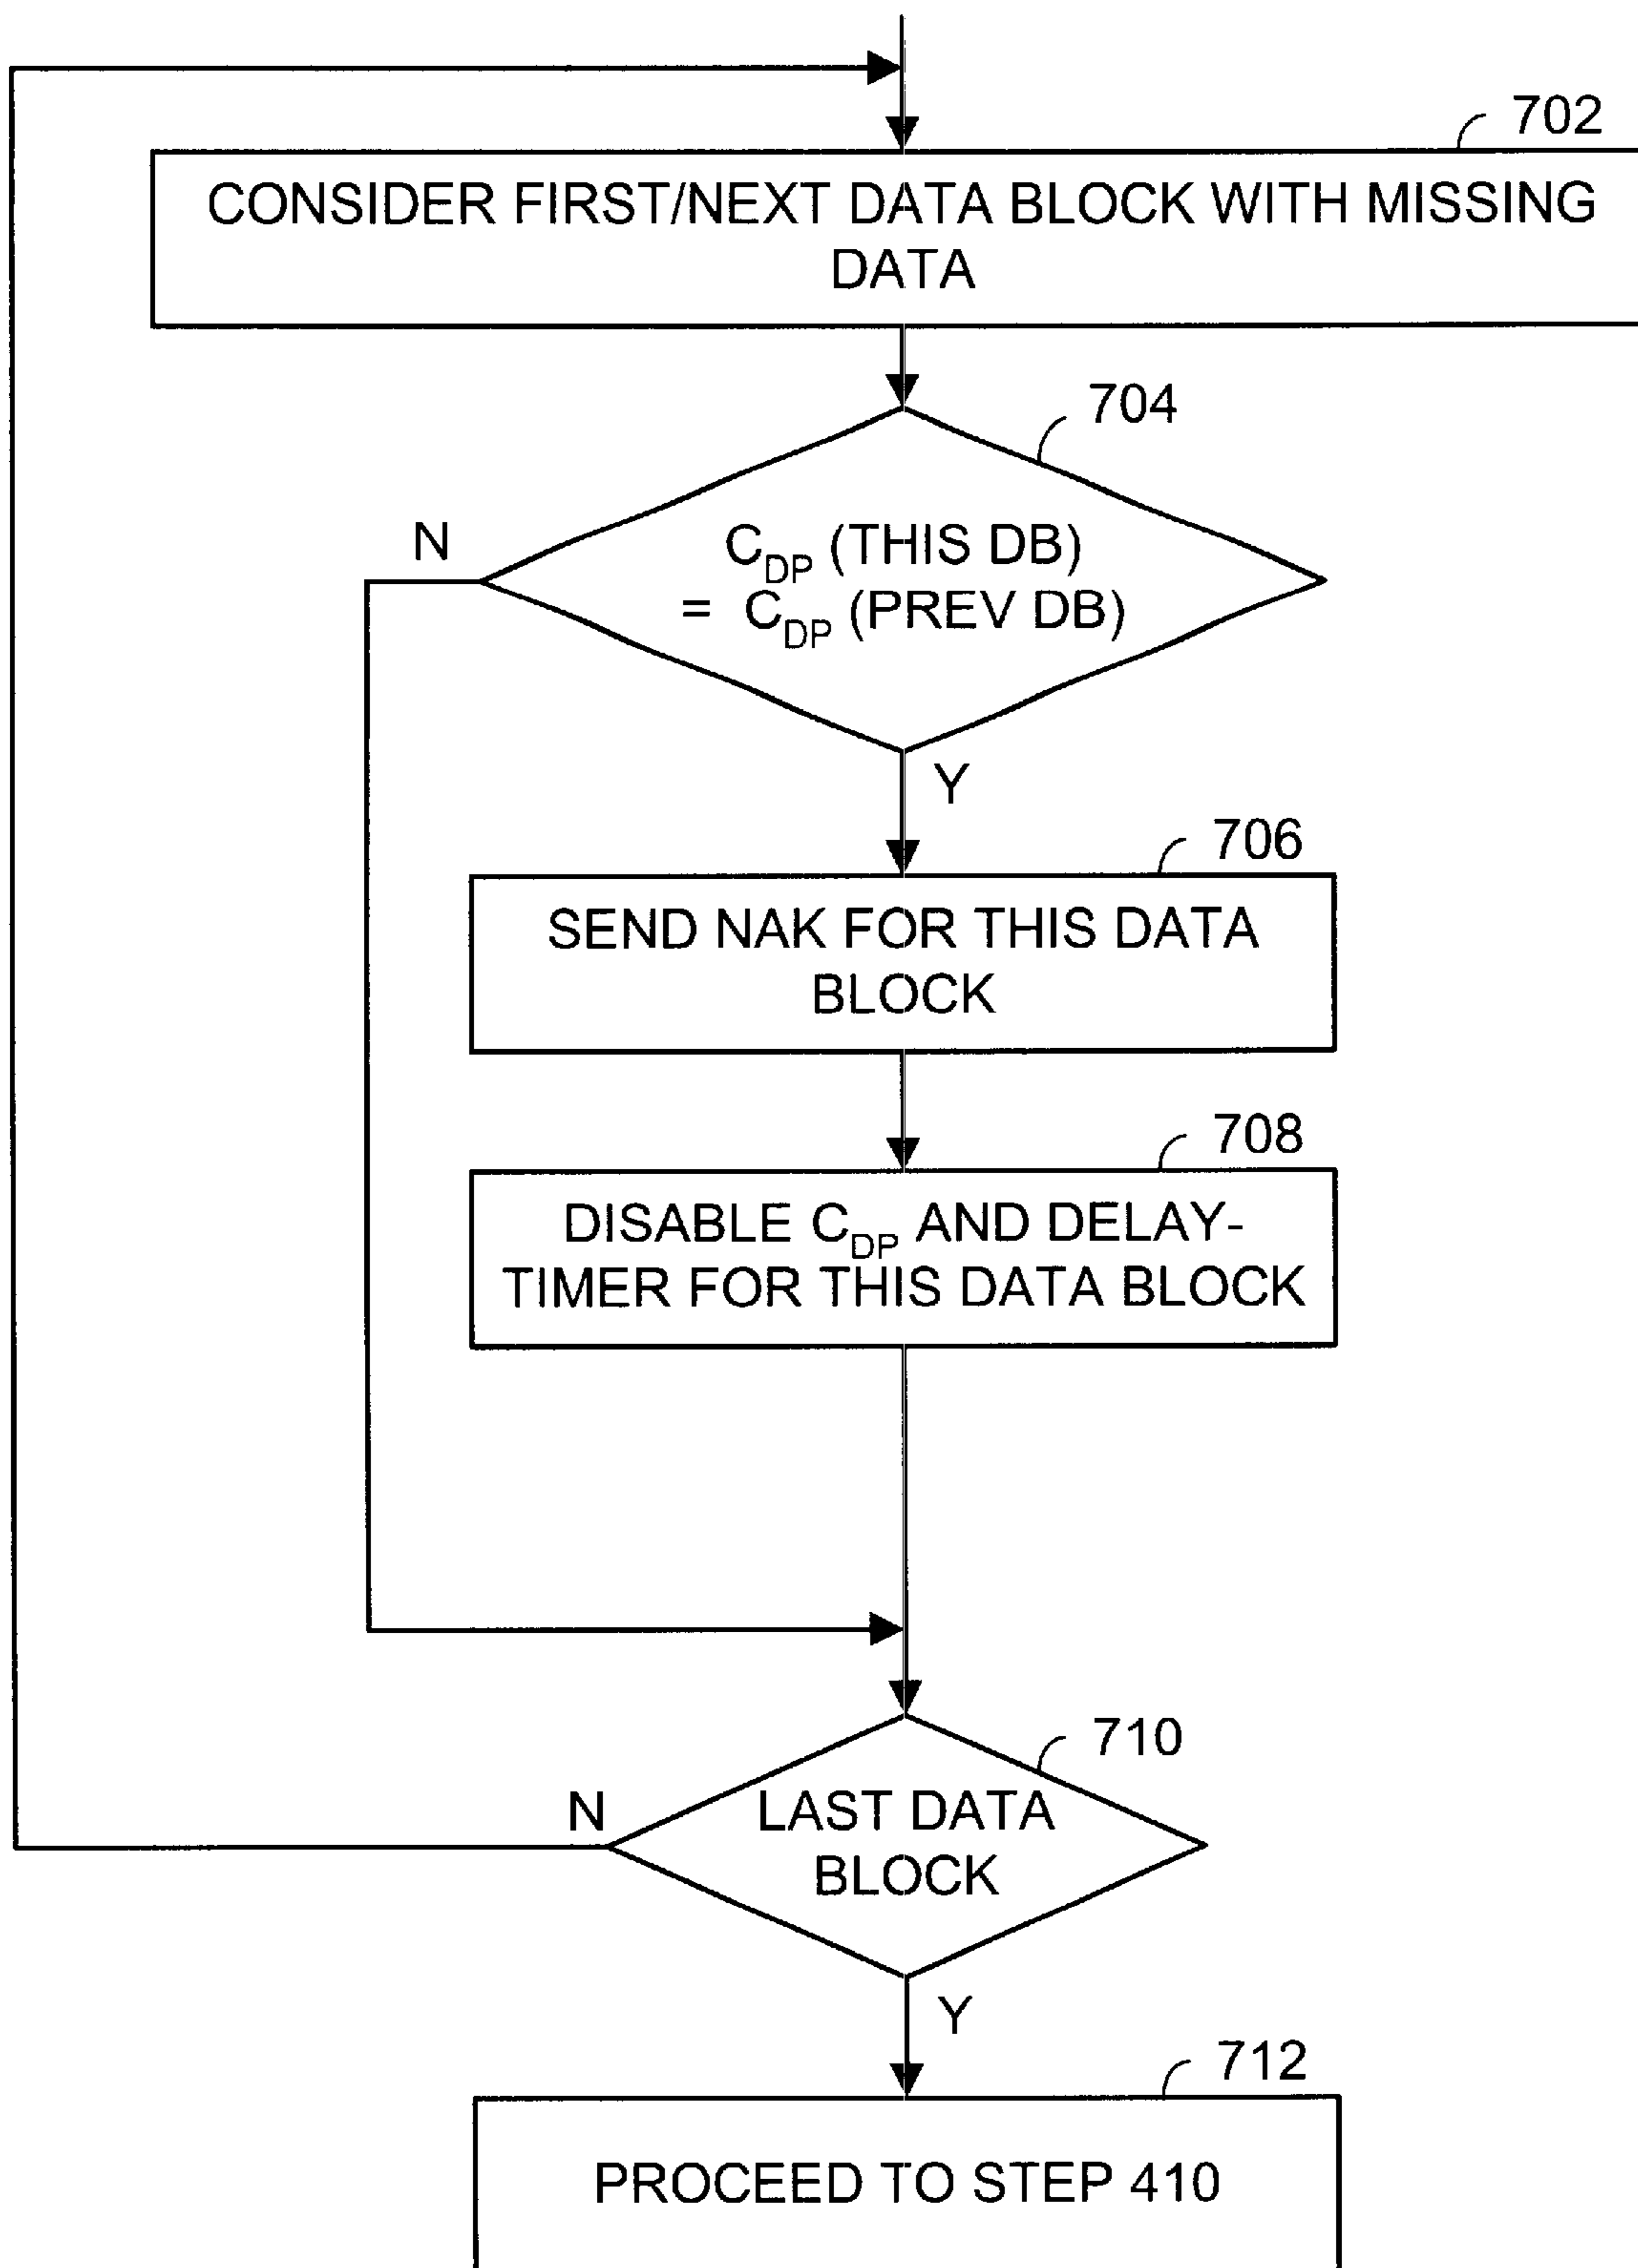 702
CONSIDER FIRST/NEXT DATA BLOCK WITH MISSING
DATA
704
N
C_DP (THIS DB)
= C_DP (PREV DB)
Y
706
SEND NAK FOR THIS DATA
BLOCK
708
DISABLE C_DP AND DELAY-
TIMER FOR THIS DATA BLOCK
710
N
LAST DATA
BLOCK
Y
712
PROCEED TO STEP 410